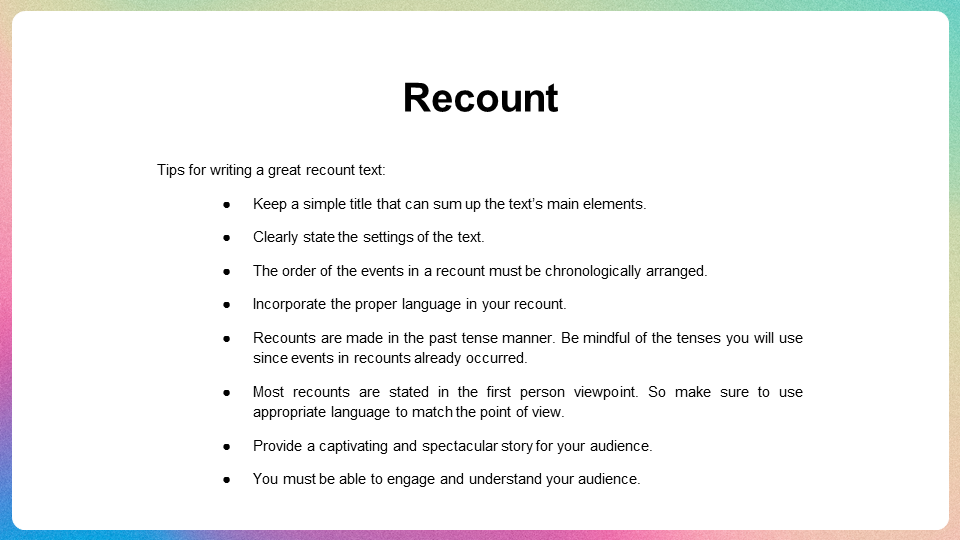 Recount
Tips for writing a great recount text:
● Keep a simple title that can sum up the text’s main elements.
● Clearly state the settings of the text.
● The order of the events in a recount must be chronologically arranged.
● Incorporate the proper language in your recount.
● Recounts are made in the past tense manner. Be mindful of the tenses you will use
since events in recounts already occurred.
● Most recounts are stated in the first person viewpoint. So make sure to use
appropriate language to match the point of view.
● Provide a captivating and spectacular story for your audience.
● You must be able to engage and understand your audience.